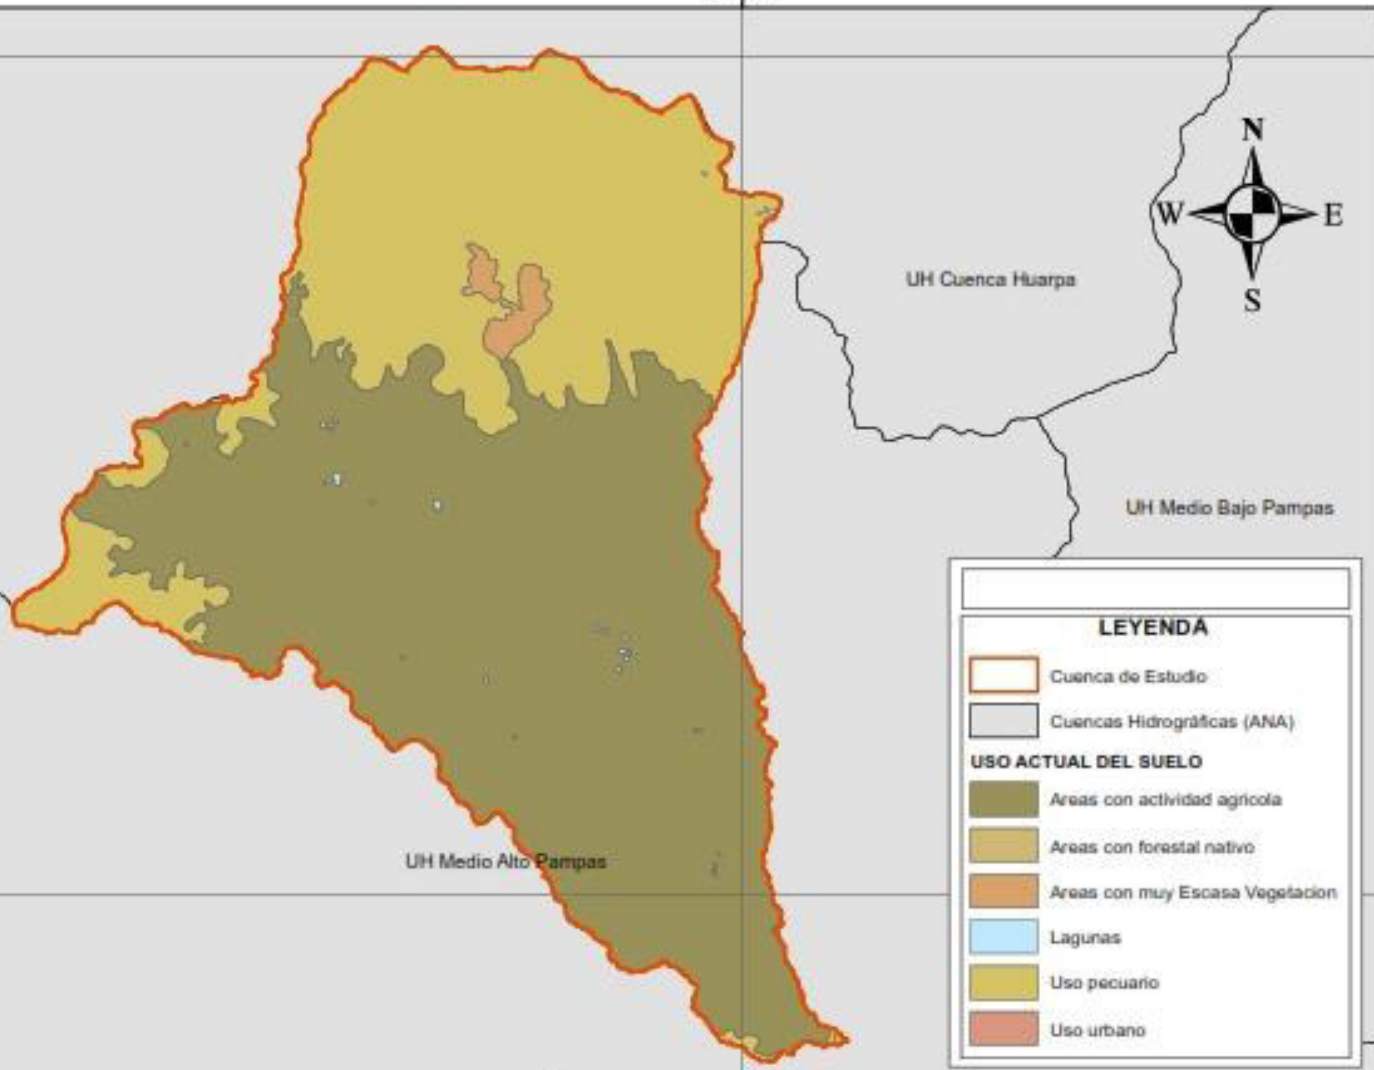 N
W E
S
UH Cuenca Huarpa
UH Medio Bajo Pampas
UH Medio Alto Pampas
LEYENDA
Cuenca de Estudio
Cuencas Hidrográficas (ANA)
USO ACTUAL DEL SUELO
Areas con actividad agricola
Areas con forestal nativo
Areas con muy Escasa Vegetacion
Lagunas
Uso pecuario
Uso urbano